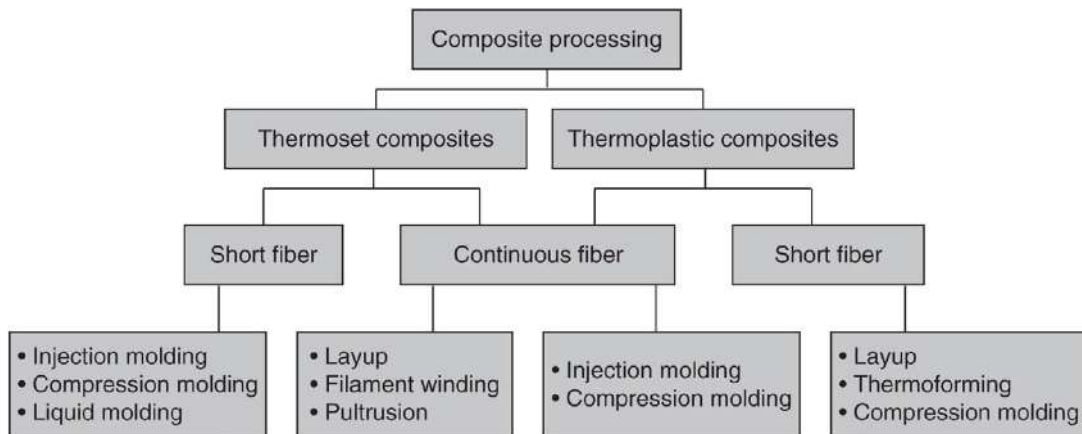 Composite processing
Thermoset composites
Thermoplastic composites
Short fiber
Continuous fiber
Short fiber
• Injection molding
• Compression molding
• Liquid molding
• Layup
• Filament winding
• Pultrusion
• Injection molding
• Compression molding
• Layup
• Thermoforming
• Compression molding